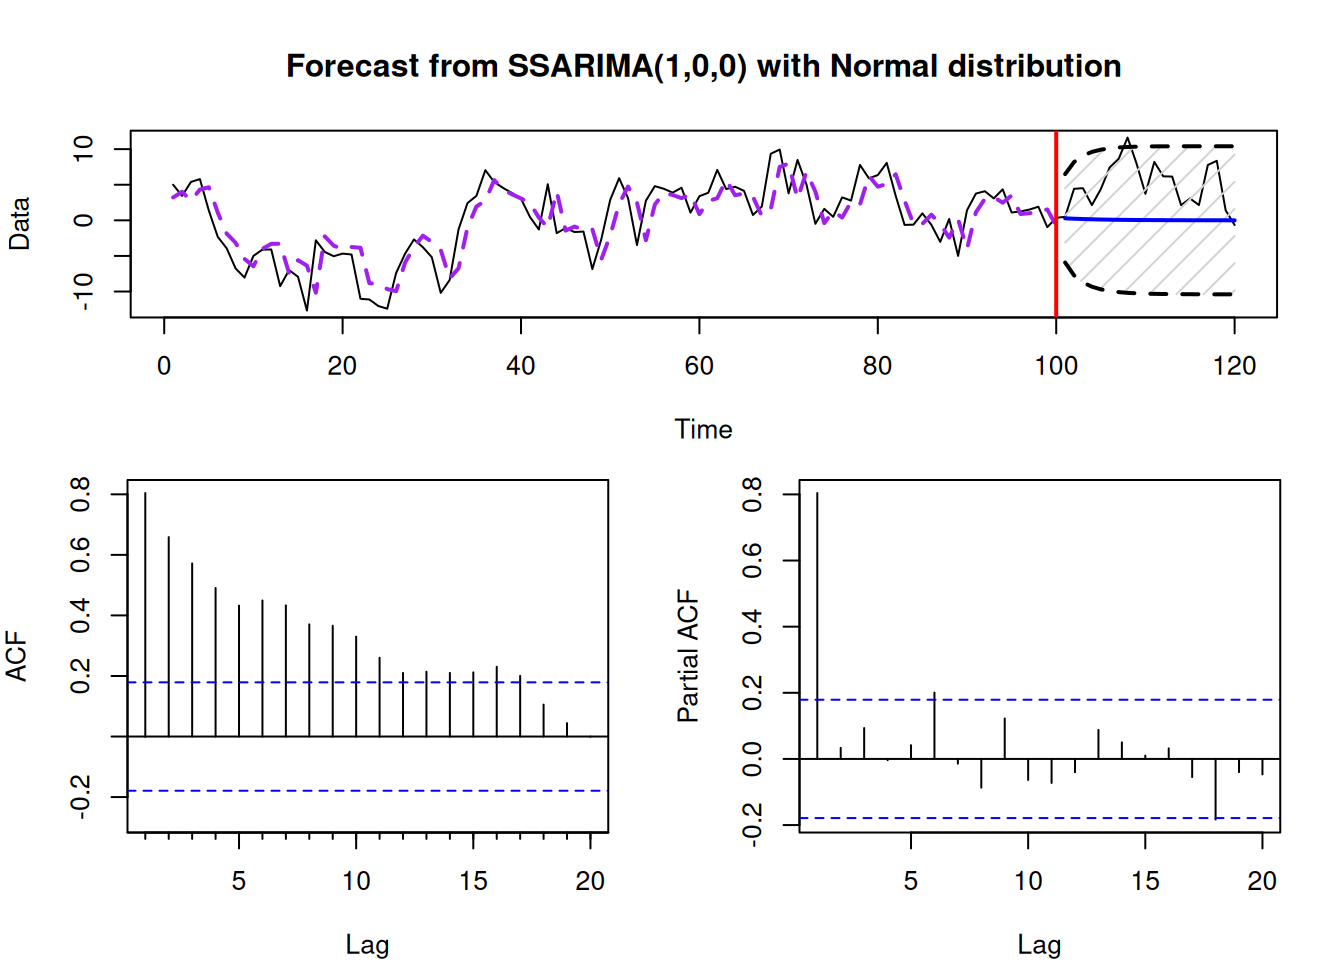 Forecast from SSARIMA(1,0,0) with Normal distribution
Data
10
0
-10
0 20 40 60 80 100 120
Time
ACF
0.8
0.6
0.4
0.2
-0.2
5 10 15 20
Lag
Partial ACF
0.8
0.6
0.4
0.2
0.0
-0.2
5 10 15 20
Lag